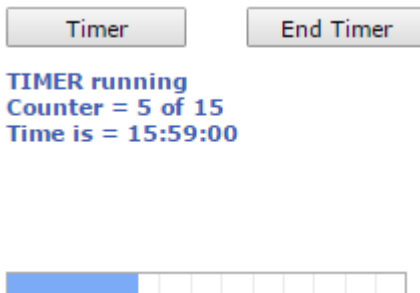 Timer End Timer
TIMER running
Counter = 5 of 15
Time is = 15:59:00